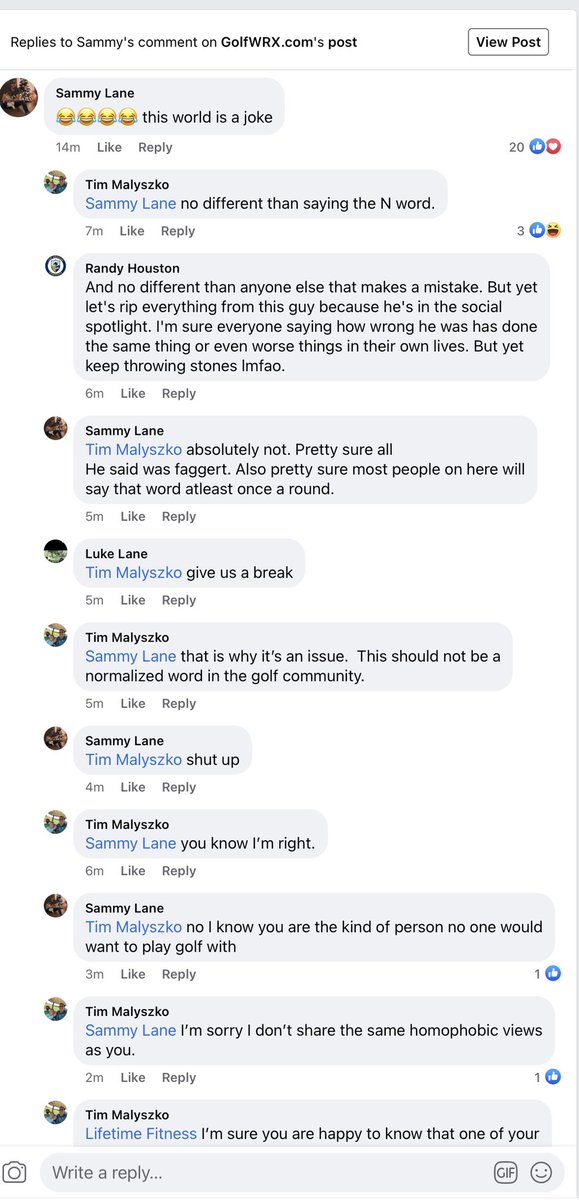 Replies to Sammy's comment on GolfWRX.com's post
View Post
Sammy Lane
😂😂😂😂 this world is a joke
14m Like Reply 20
Tim Malyszko
Sammy Lane no different than saying the N word.
7m Like Reply 3
Randy Houston
And no different than anyone else that makes a mistake. But yet
let's rip everything from this guy because he's in the social
spotlight. I'm sure everyone saying how wrong he was has done
the same thing or even worse things in their own lives. But yet
keep throwing stones lmfao.
6m Like Reply
Sammy Lane
Tim Malyszko absolutely not. Pretty sure all
He said was faggert. Also pretty sure most people on here will
say that word atleast once a round.
5m Like Reply
Luke Lane
Tim Malyszko give us a break
5m Like Reply
Tim Malyszko
Sammy Lane that is why it's an issue. This should not be a
normalized word in the golf community.
5m Like Reply
Sammy Lane
Tim Malyszko shut up
4m Like Reply
Tim Malyszko
Sammy Lane you know I'm right.
6m Like Reply
Sammy Lane
Tim Malyszko no I know you are the kind of person no one would
want to play golf with
3m Like Reply 1
Tim Malyszko
Sammy Lane I'm sorry I don't share the same homophobic views
as you.
2m Like Reply 1
Tim Malyszko
Lifetime Fitness I'm sure you are happy to know that one of your
Write a reply...
GIF